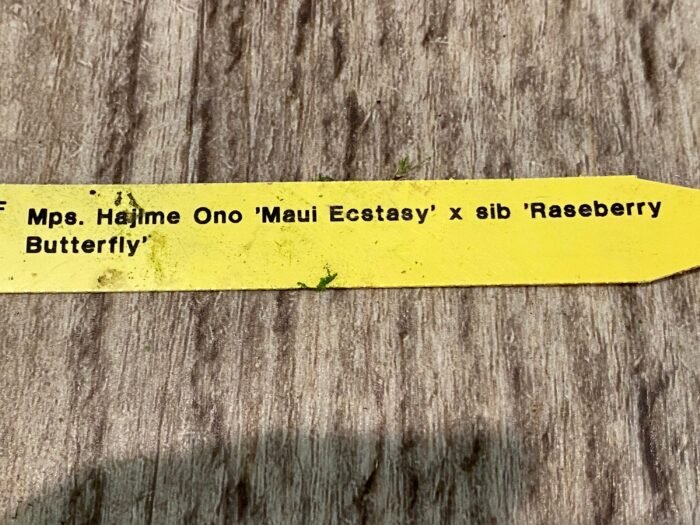 Mps. Hajime Ono 'Maui Ecstasy' x sib 'Raseberry
Butterfly'